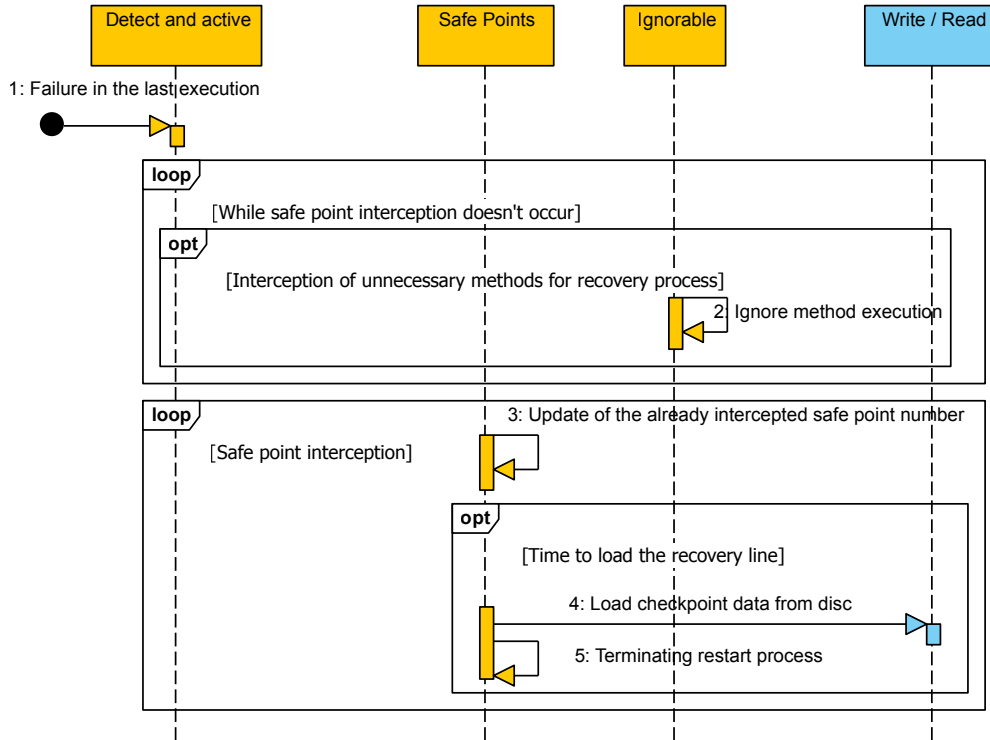 Detect and active
Safe Points
Ignorable
Write / Read
1: Failure in the last execution
loop
[While safe point interception doesn't occur]
opt
[Interception of unnecessary methods for recovery process]
2: Ignore method execution
loop
3: Update of the already intercepted safe point number
[Safe point interception]
opt
[Time to load the recovery line]
4: Load checkpoint data from disc
5: Terminating restart process